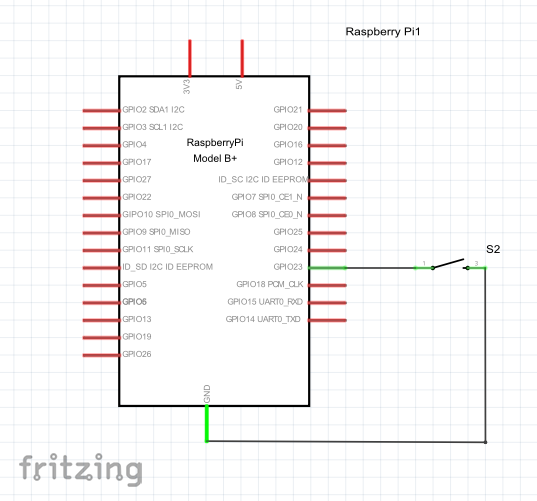 Raspberry Pi1
3V3
5V
GPIO2 SDA1 I2C
GPIO21
GPIO3 SCL1 I2C
GPIO20
GPIO4
RaspberryPi
GPIO16
GPIO17
Model B+
GPIO12
GPIO27
ID_SC I2C ID EEPROM
GPIO22
GPIO7 SPI0_CE1_N
GIPO10 SPI0_MOSI
GPIO8 SPI0_CE0_N
GPIO9 SPI0_MISO
GPIO25
GPIO11 SPI0_SCLK
GPIO24
S2
ID_SD I2C ID EEPROM
GPIO23
1
3
GPIO5
GPIO18 PCM_CLK
GPIO6
GPIO15 UART0_RXD
GPIO13
GPIO14 UART0_TXD
GPIO19
GPIO26
GND
fritzing